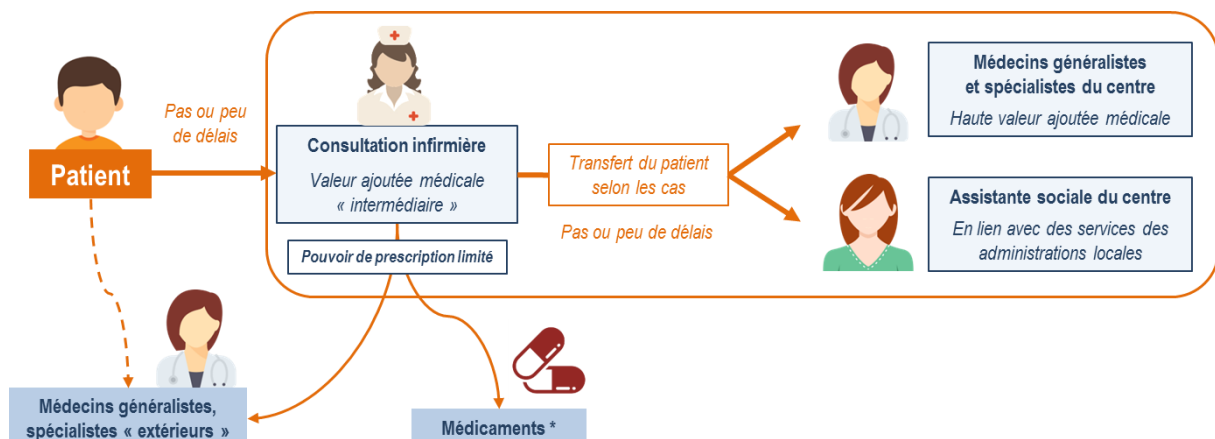 Patient
Pas ou peu
de délais
Consultation infirmière
Valeur ajoutée médicale
« intermédiaire »
Pouvoir de prescription limité
Transfert du patient
selon les cas
Pas ou peu de délais
Médecins généralistes
et spécialistes du centre
Haute valeur ajoutée médicale
Assistante sociale du centre
En lien avec des services des
administrations locales
Médecins généralistes,
spécialistes « extérieurs »
Médicaments *